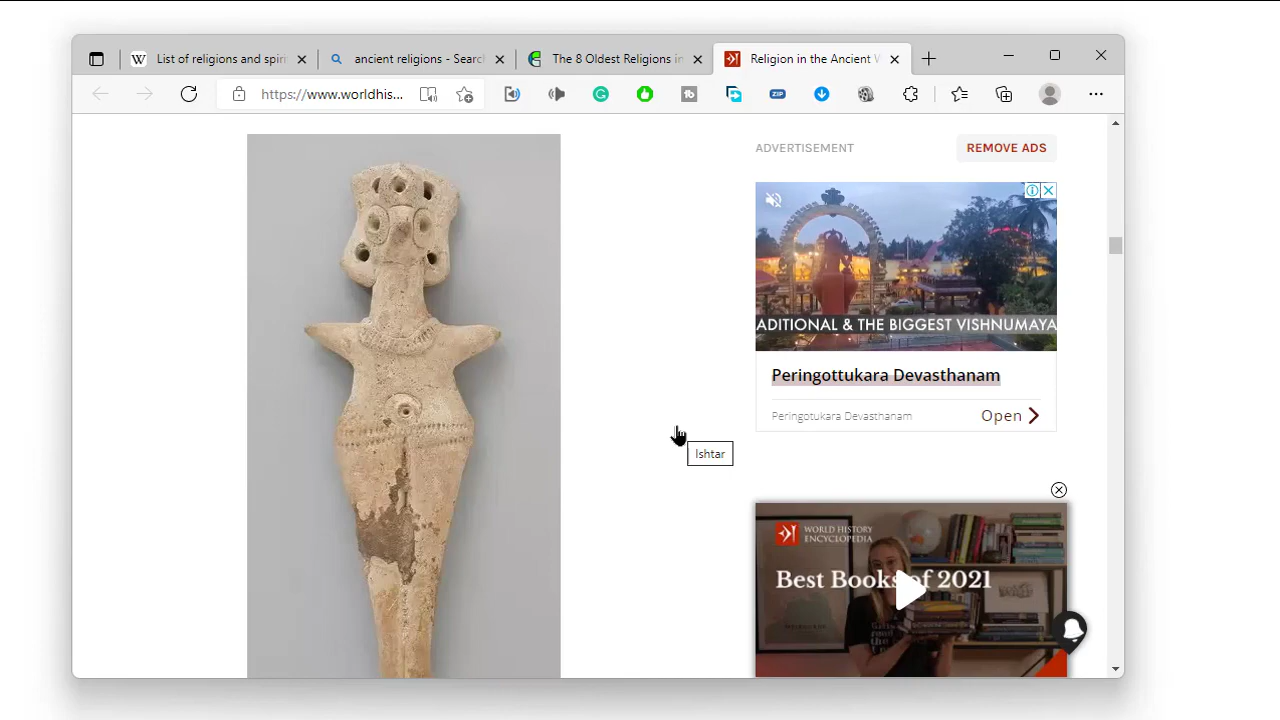 List of religions and spiri
ancient religions - Searc
The 8 Oldest Religions in
Religion in the Ancient W
https://www.worldhis...
ZIP
ADVERTISEMENT
REMOVE ADS
ADITIONAL & THE BIGGEST VISHNUMAYA
Peringottukara Devasthanam
Peringotukara Devasthanam
Open
Ishtar
WORLD HISTORY
ENCYCLOPEDIA
Best Books of 2021